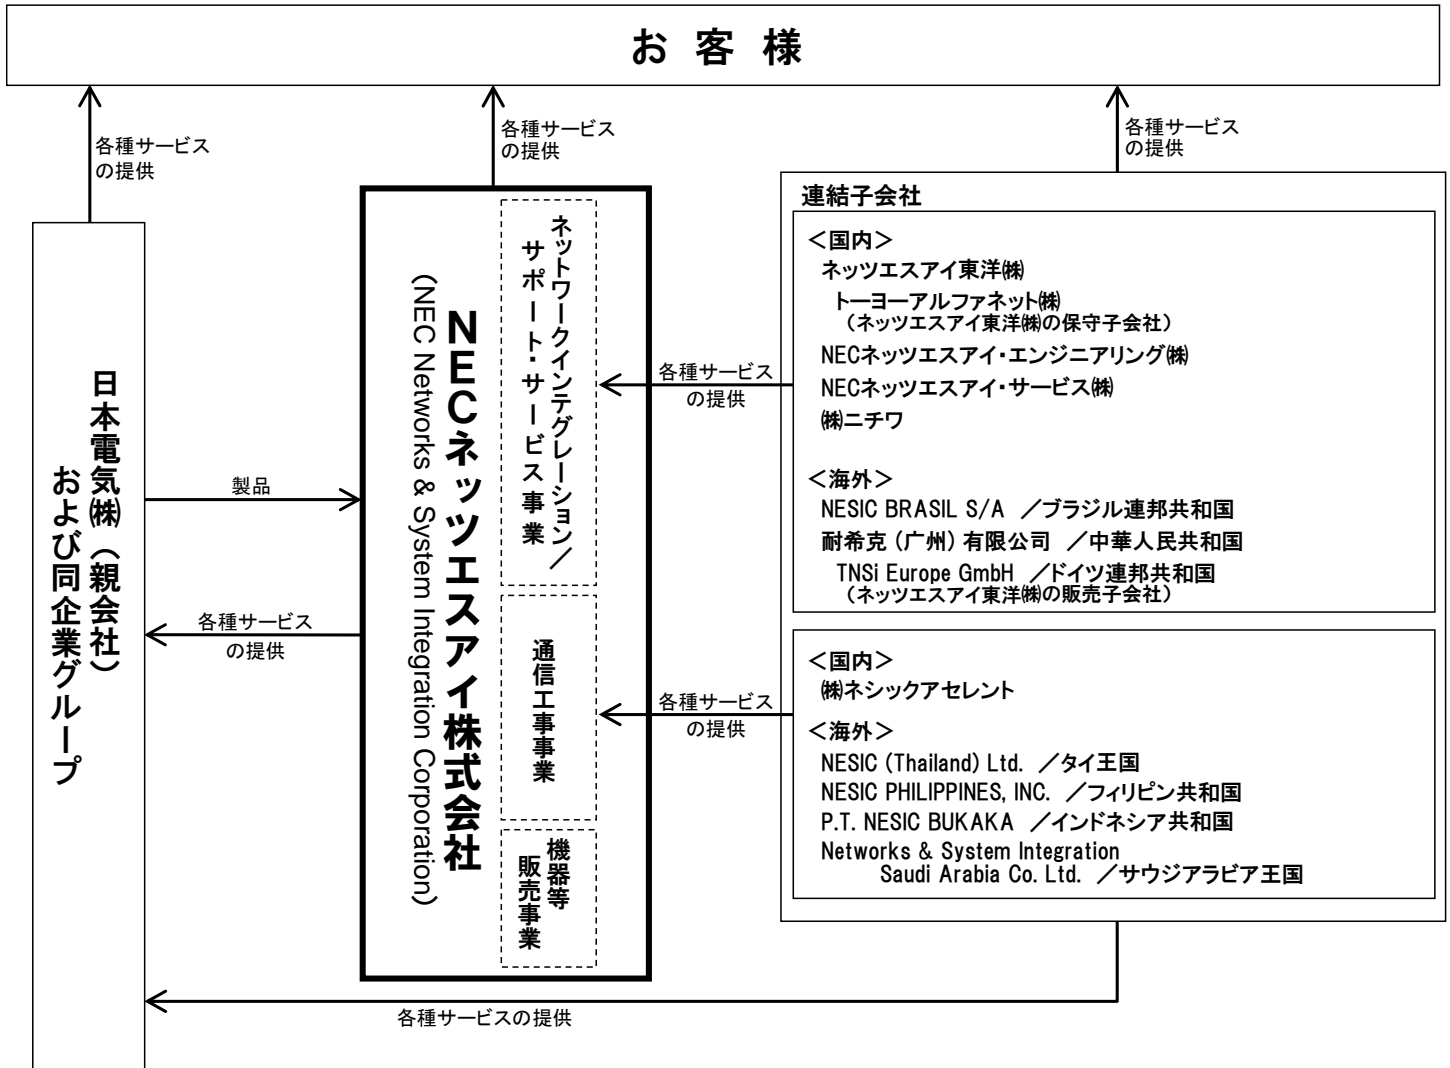 お 客 様
各種サービス
の提供
各種サービス
の提供
各種サービス
の提供
日本電気㈱（親会社）
および同企業グループ
製品
各種サービス
の提供
NECネッツエスアイ株式会社
(NEC Networks & System Integration Corporation)
ネットワークインテグレーション／
サポート・サービス事業
通信工事事業
機器等
販売事業
各種サービス
の提供
各種サービス
の提供
連結子会社
＜国内＞
ネッツエスアイ東洋㈱
トーヨーアルファネット㈱
（ネッツエスアイ東洋㈱の保守子会社）
NECネッツエスアイ・エンジニアリング㈱
NECネッツエスアイ・サービス㈱
㈱ニチワ
＜海外＞
NESIC BRASIL S/A ／ブラジル連邦共和国
耐希克（广州）有限公司 ／中華人民共和国
TNSi Europe GmbH ／ドイツ連邦共和国
（ネッツエスアイ東洋㈱の販売子会社）
＜国内＞
㈱ネシックアセレント
＜海外＞
NESIC (Thailand) Ltd. ／タイ王国
NESIC PHILIPPINES, INC. ／フィリピン共和国
P.T. NESIC BUKAKA ／インドネシア共和国
Networks & System Integration
Saudi Arabia Co. Ltd. ／サウジアラビア王国
各種サービスの提供